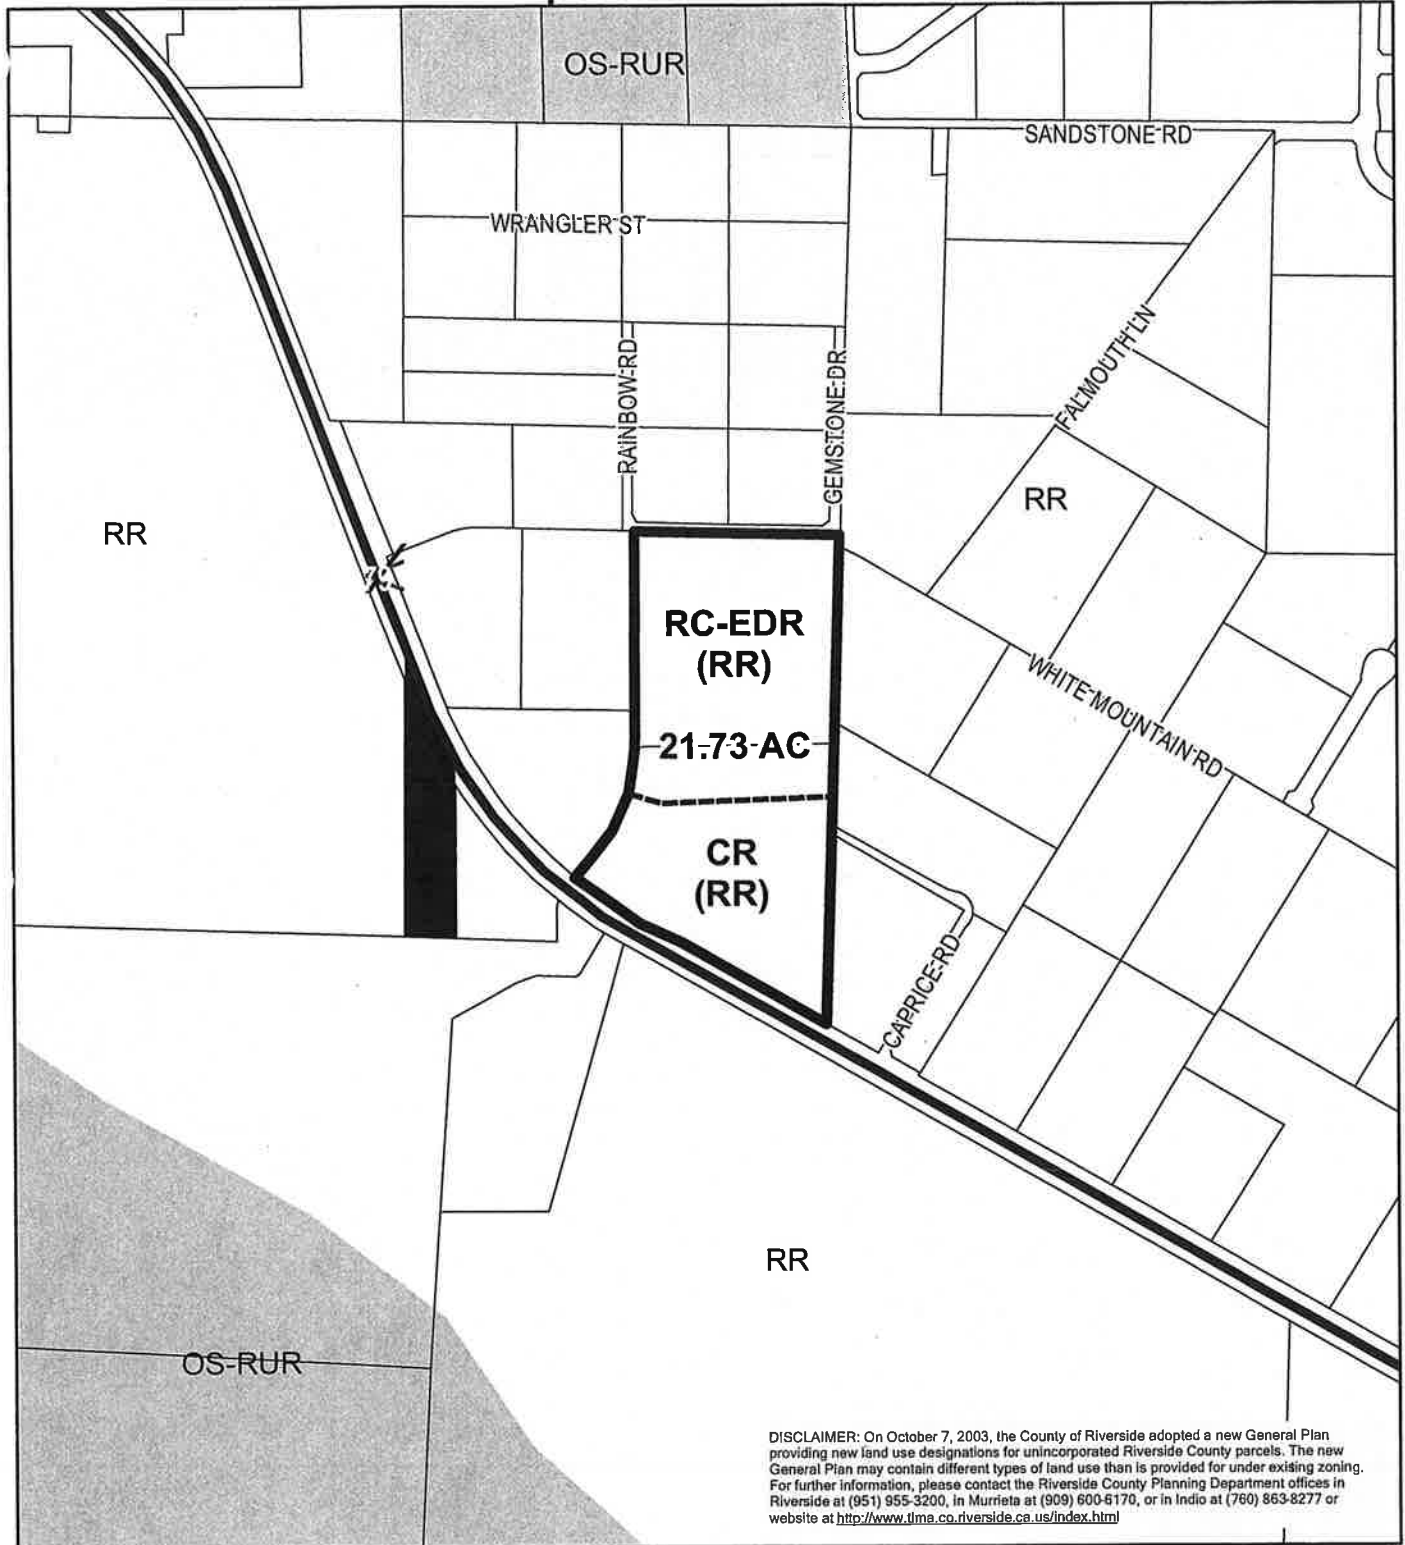 OS-RUR
SANDSTONE RD
WRANGLER ST
RAINBOW RD
GEMSTONE DR
FALMOUTH LN
RR
RR
RC-EDR
(RR)
WHITE MOUNTAIN RD
21.73 AC
CR
(RR)
CAPRICE RD
RR
OS-RUR
DISCLAIMER: On October 7, 2003, the County of Riverside adopted a new General Plan
providing new land use designations for unincorporated Riverside County parcels. The new
General Plan may contain different types of land use than is provided for under existing zoning.
For further information, please contact the Riverside County Planning Department offices in
Riverside at (951) 955-3200, in Murrieta at (909) 600-6170, or in Indio at (760) 863-8277 or
website at http://www.tlma.co.riverside.ca.us/index.html